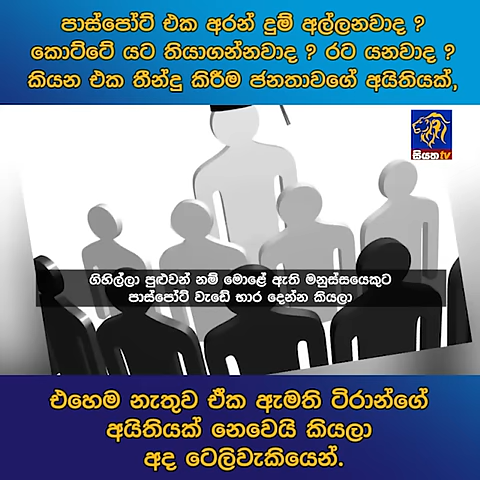 පාස්පෝට් එක අරන් දුම් අල්ලනවාද ?
කොට්ටේ යට තියාගන්නවාද ? රට යනවාද ?
කියන එක තීන්දු කිරීම ජනතාවගේ අයිතියක්,
සියත tv
ගිහිල්ලා පුළුවන් නම් මොළේ ඇති මනුස්සයෙකුට
පාස්පෝට් වැඩේ භාර දෙන්න කියලා
එහෙම නැතුව ඒක ඇමති ටිරාන්ගේ
අයිතියක් නෙවෙයි කියලා
අද ටෙලිවැකියෙන්.